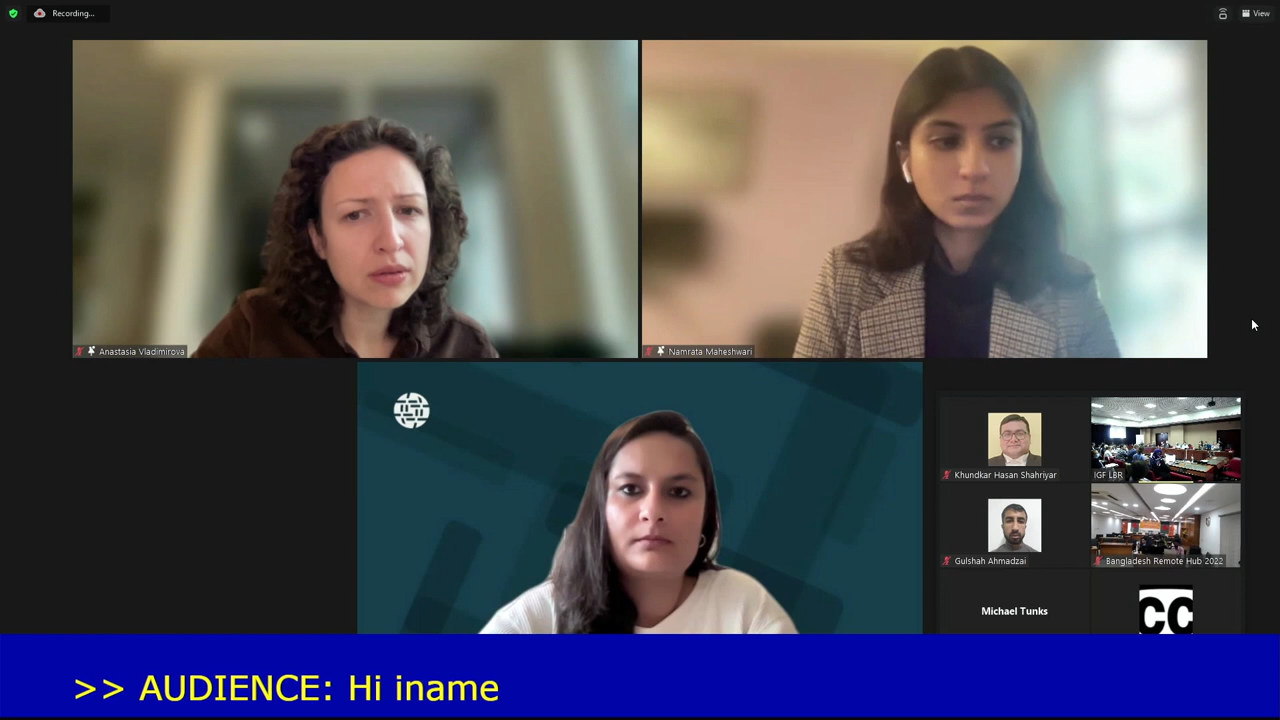 Recording...
View
Anastasia Vladimirova
Namrata Maheshwari
Khundkar Hasan Shahriyar
IGF LBR
Gulshah Ahmadzai
Bangladesh Remote Hub 2022
Michael Tunks
CC
>> AUDIENCE: Hi iname